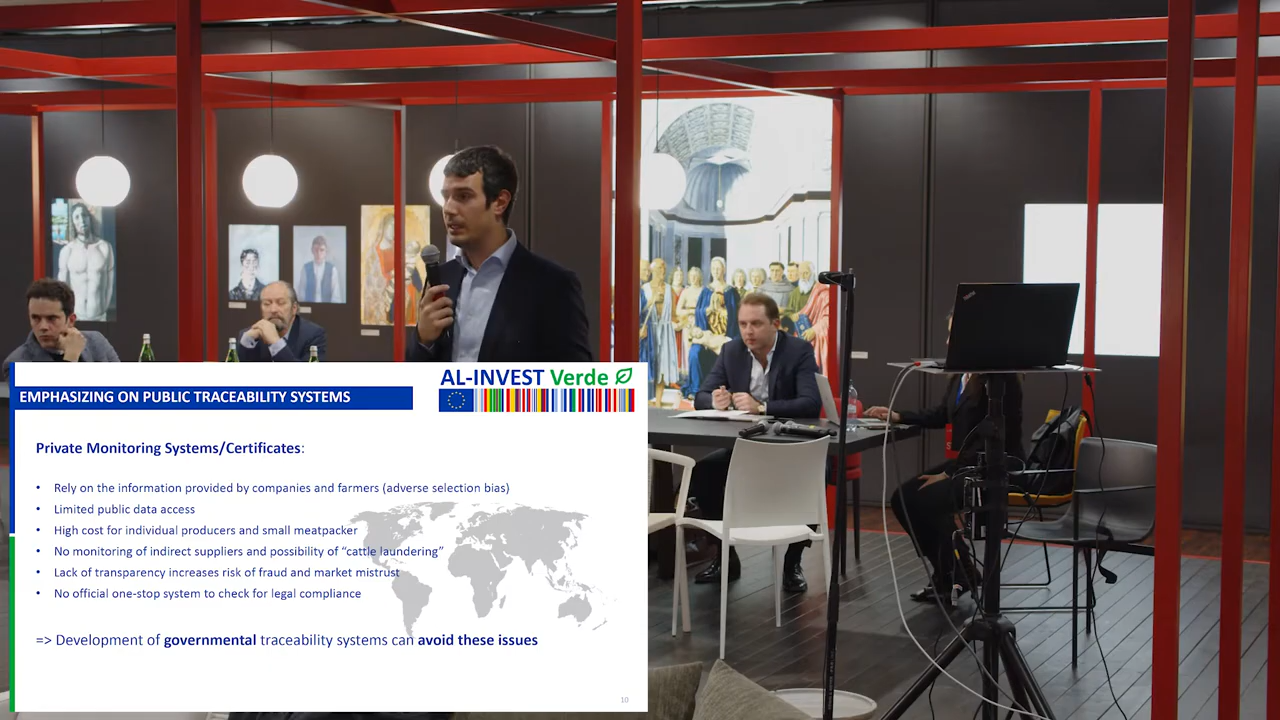 AL-INVEST Verde
EMPHASIZING ON PUBLIC TRACEABILITY SYSTEMS
Private Monitoring Systems/Certificates:
• Rely on the information provided by companies and farmers (adverse selection bias)
• Limited public data access
• High cost for individual producers and small meatpacker
• No monitoring of indirect suppliers and possibility of “cattle laundering”
• Lack of transparency increases risk of fraud and market mistrust
• No official one-stop system to check for legal compliance
=> Development of governmental traceability systems can avoid these issues
10